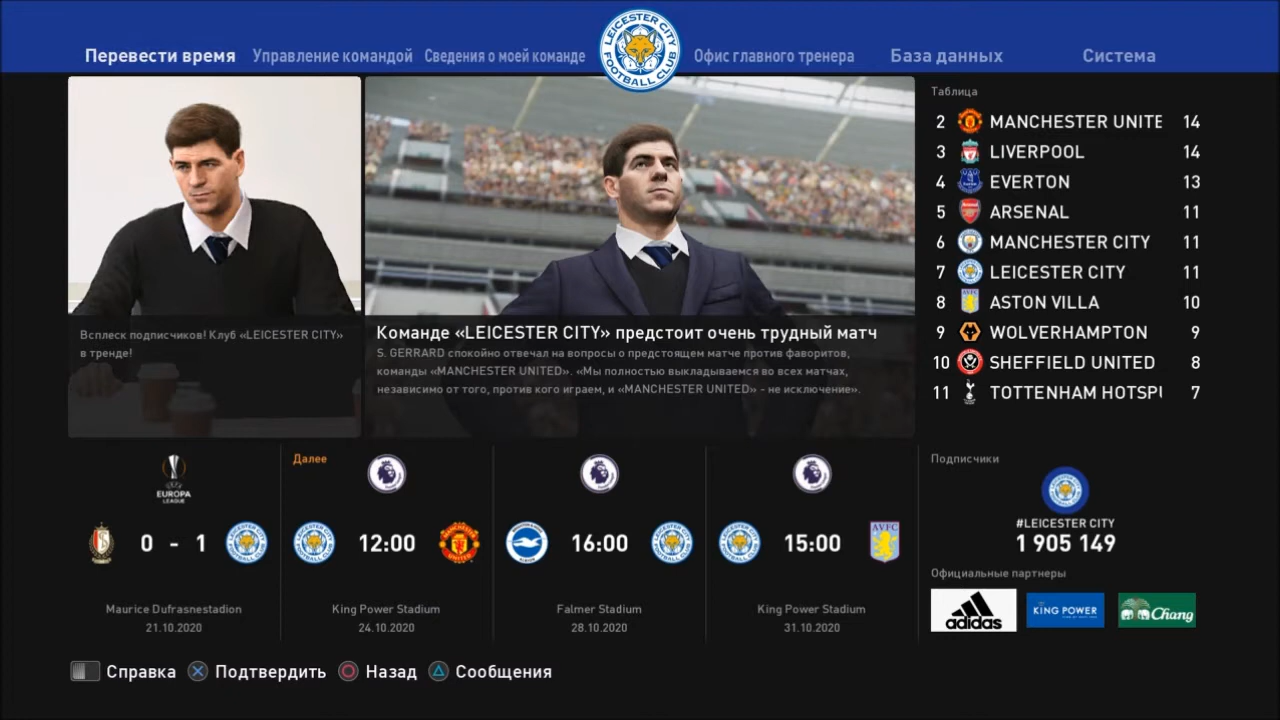 Перевести время
Управление командой
Сведения о моей команде
LEICESTER CITY
FOOTBALL CLUB
Офис главного тренера
База данных
Система
Всплеск подписчиков! Клуб «LEICESTER CITY»
в тренде!
Команде «LEICESTER CITY» предстоит очень трудный матч
S. GERRARD спокойно отвечал на вопросы о предстоящем матче против фаворитов,
команды «MANCHESTER UNITED». «Мы полностью выкладываемся во всех матчах,
независимо от того, против кого играем, и «MANCHESTER UNITED» - не исключение».
Таблица
2 MANCHESTER UNITE 14
3 LIVERPOOL 14
4 EVERTON 13
5 ARSENAL 11
6 MANCHESTER CITY 11
7 LEICESTER CITY 11
8 ASTON VILLA 10
9 WOLVERHAMPTON 9
10 SHEFFIELD UNITED 8
11 TOTTENHAM HOTSPU 7
EUROPA
LEAGUE
0 - 1
Maurice Dufrasnestadion
21.10.2020
Далее
12:00
King Power Stadium
24.10.2020
16:00
Falmer Stadium
28.10.2020
15:00
AVFC
King Power Stadium
31.10.2020
Подписчики
#LEICESTER CITY
1 905 149
Официальные партнеры
adidas
KING POWER
Chang
Справка
Подтвердить
Назад
Сообщения